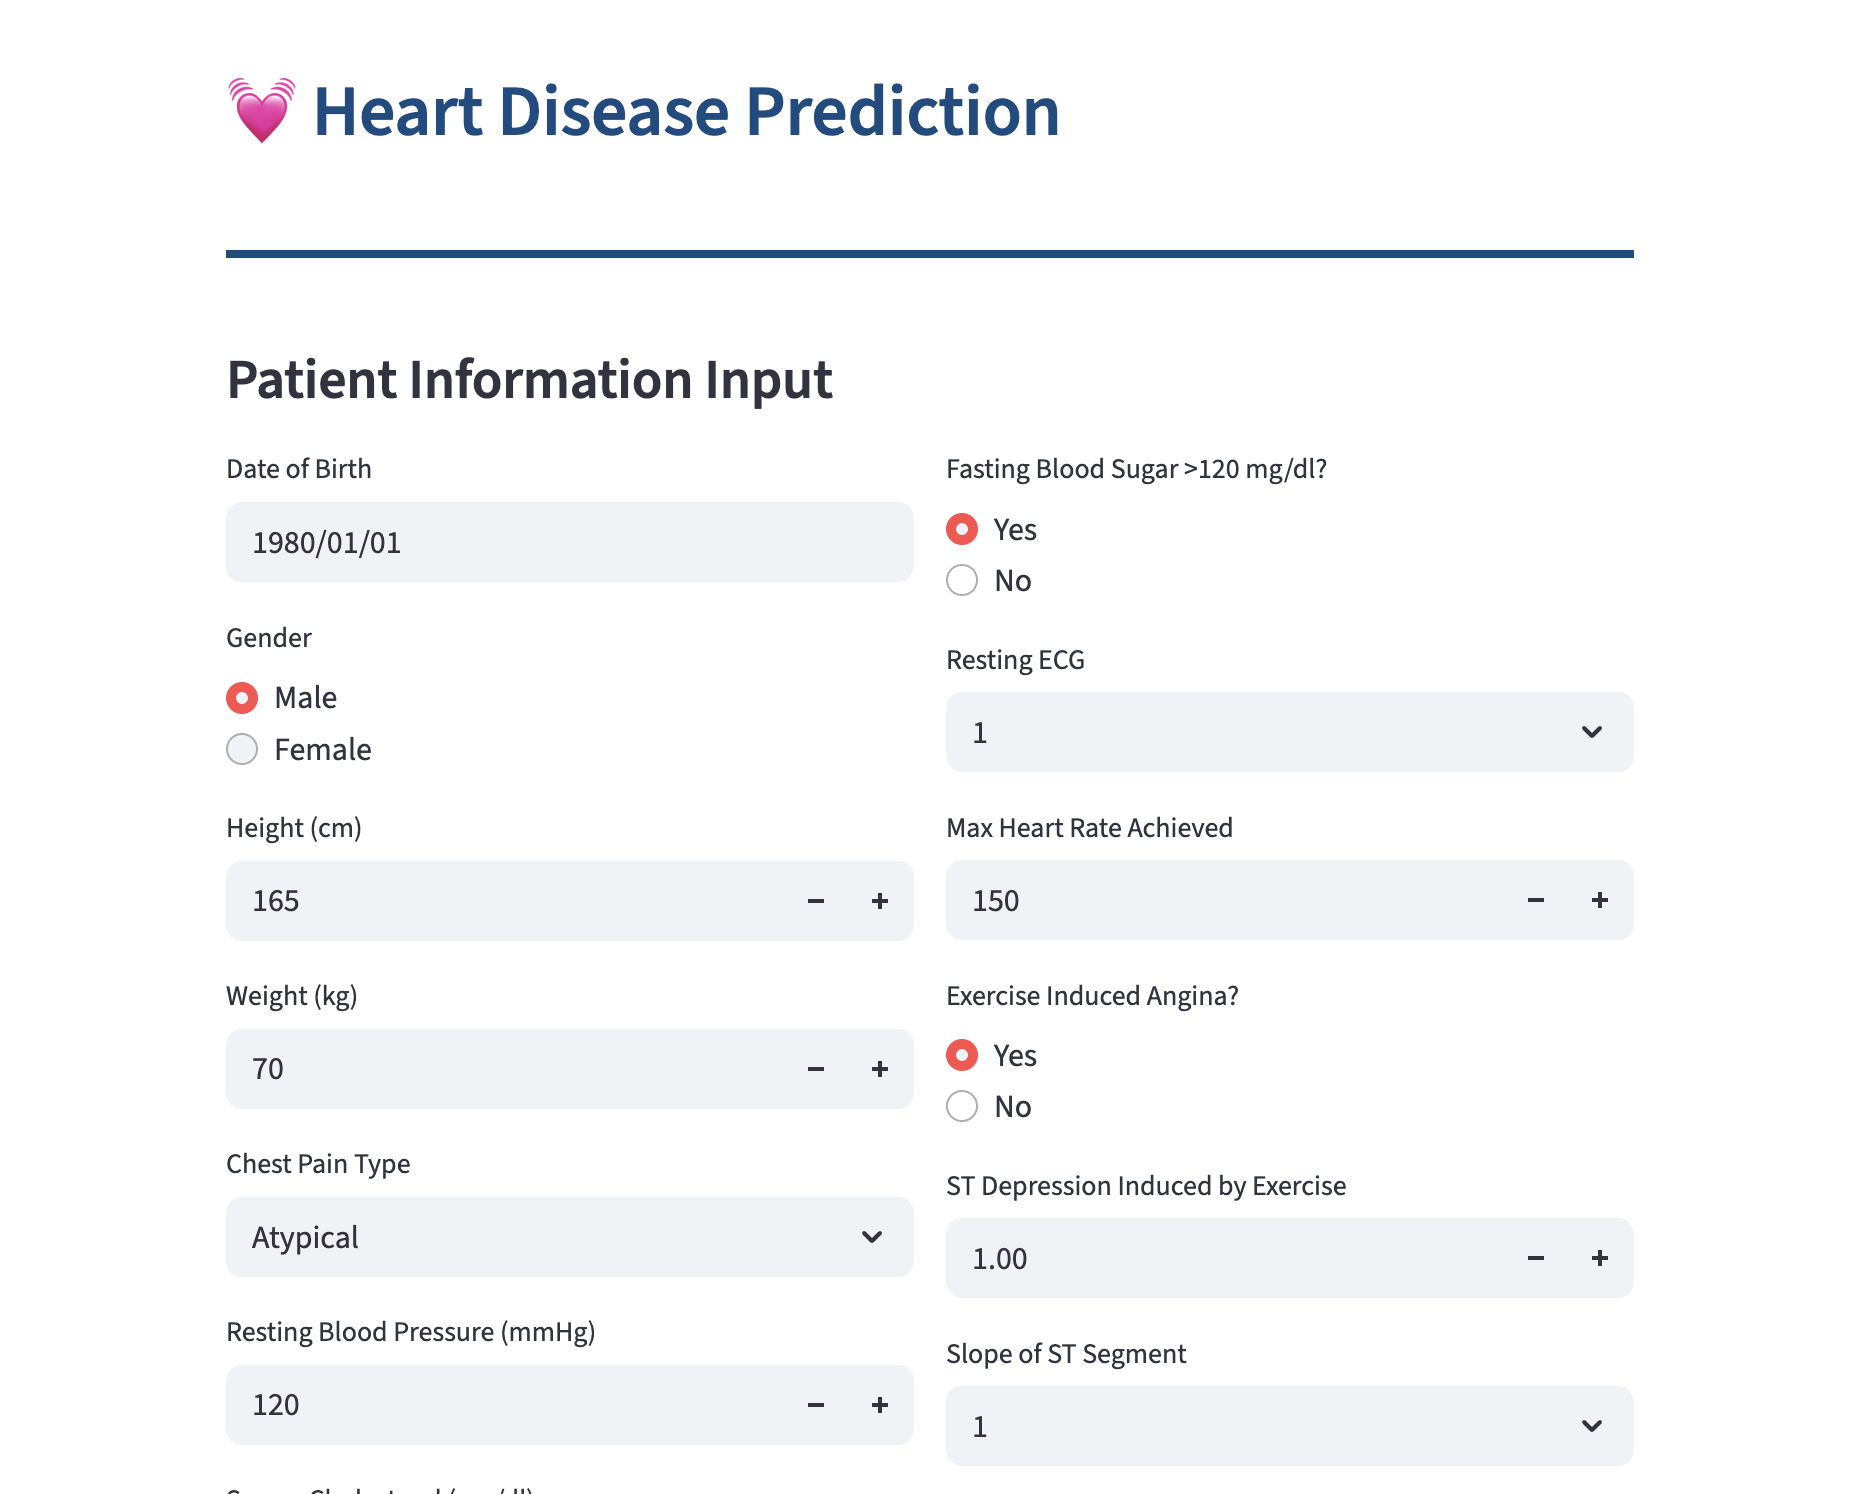 Heart Disease Prediction
Patient Information Input
Date of Birth
1980/01/01
Gender
Male
Female
Height (cm)
165
Weight (kg)
70
Chest Pain Type
Atypical
Resting Blood Pressure (mmHg)
120
Fasting Blood Sugar >120 mg/dl?
Yes
No
Resting ECG
1
Max Heart Rate Achieved
150
Exercise Induced Angina?
Yes
No
ST Depression Induced by Exercise
1.00
Slope of ST Segment
1